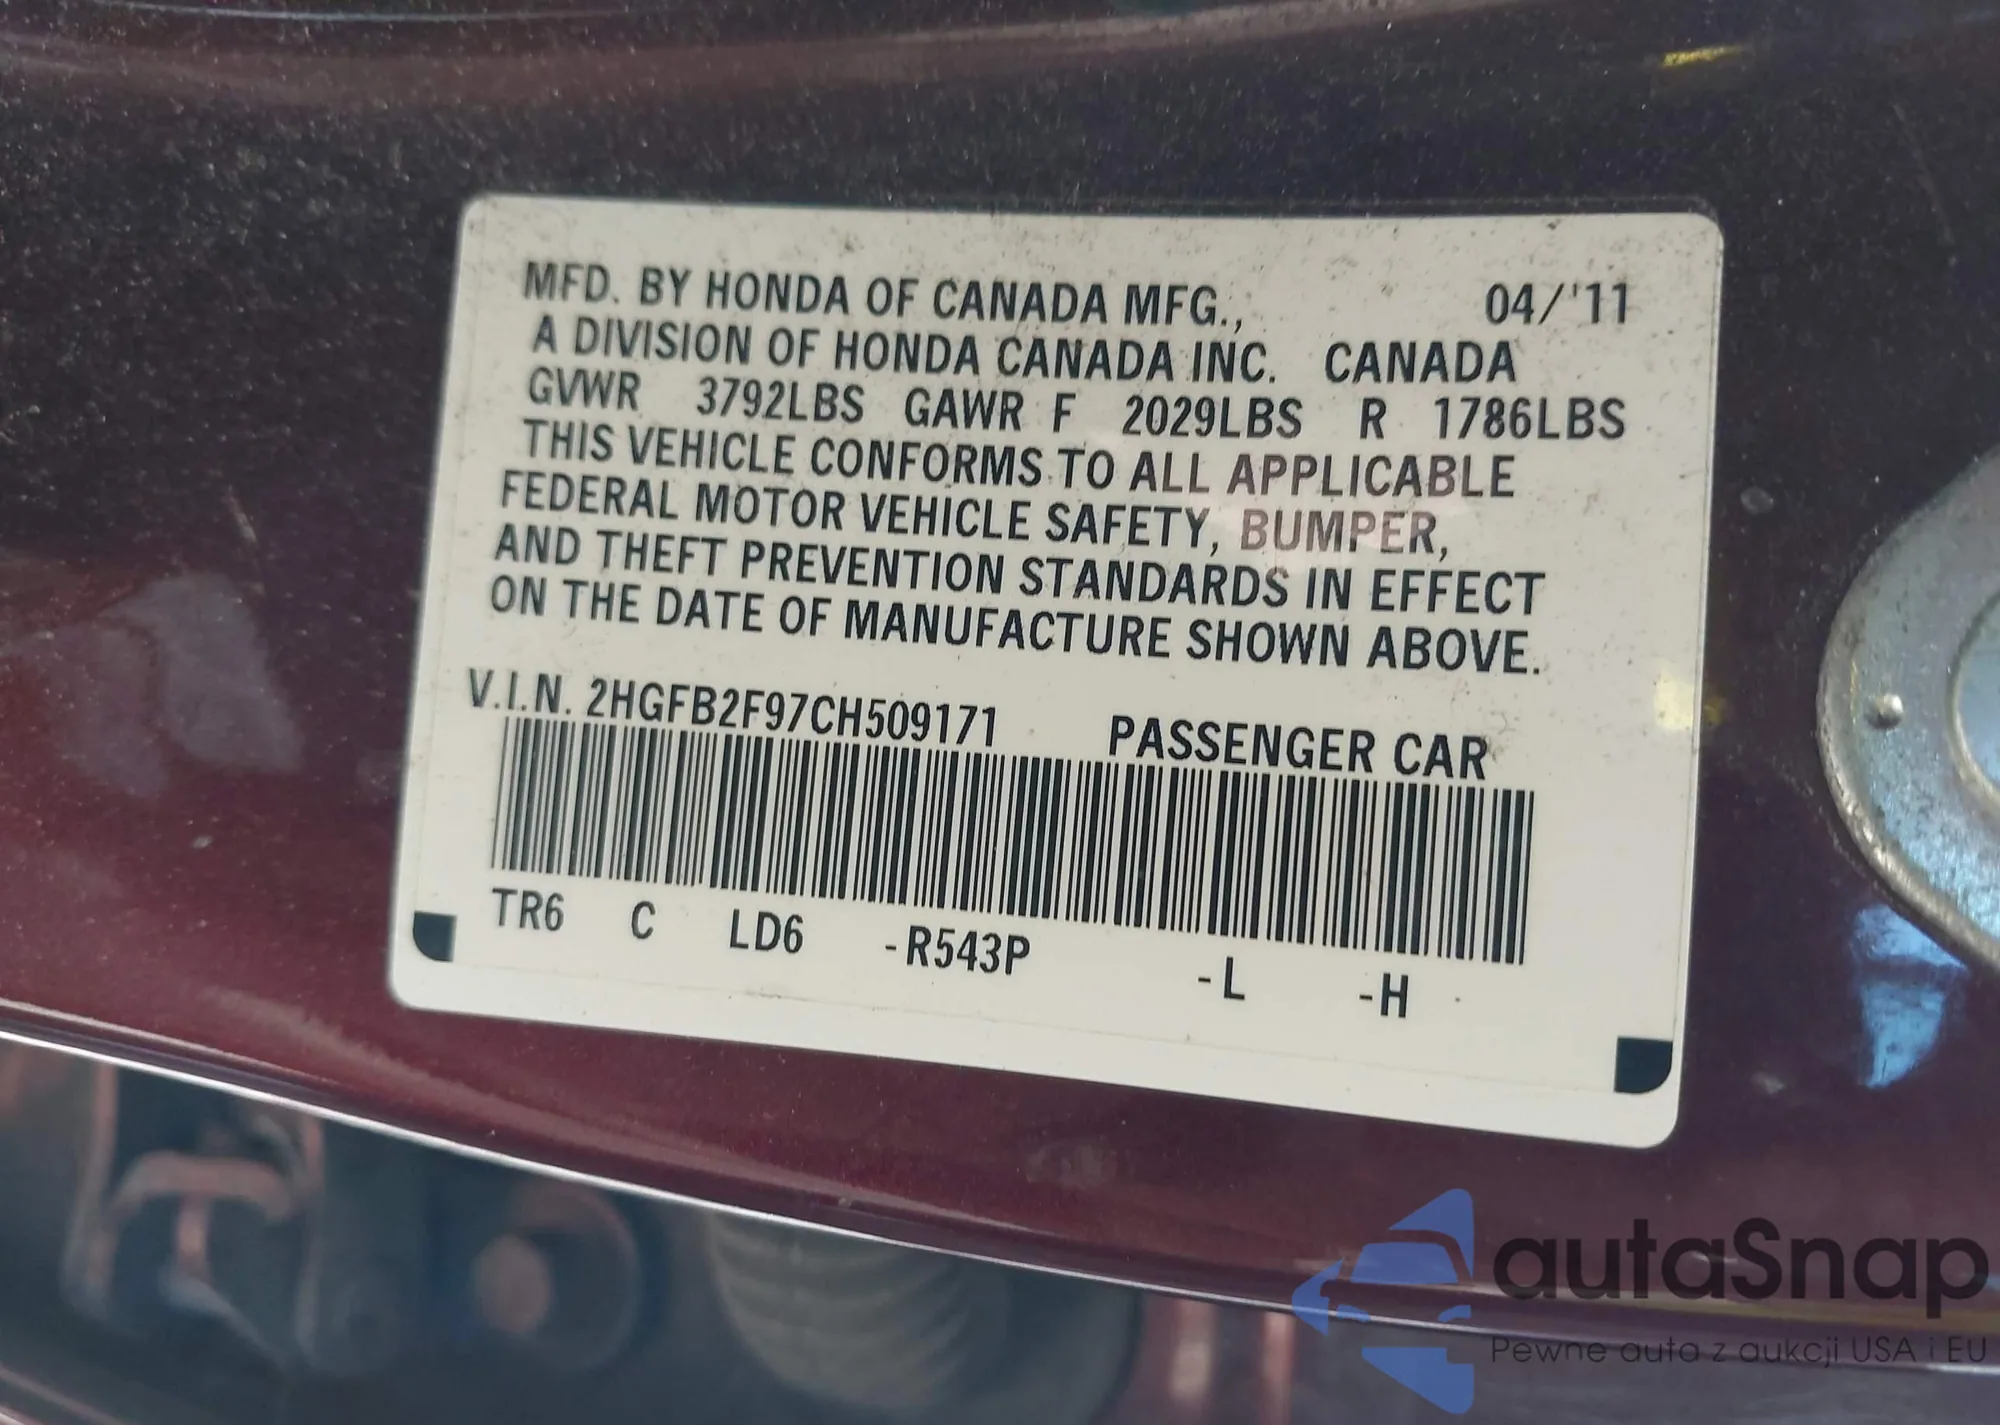 MFD. BY HONDA OF CANADA MFG., 04/'11
A DIVISION OF HONDA CANADA INC. CANADA
GVWR 3792LBS GAWR F 2029LBS R 1786LBS
THIS VEHICLE CONFORMS TO ALL APPLICABLE
FEDERAL MOTOR VEHICLE SAFETY, BUMPER,
AND THEFT PREVENTION STANDARDS IN EFFECT
ON THE DATE OF MANUFACTURE SHOWN ABOVE.
V.I.N. 2HGFB2F97CH509171 PASSENGER CAR
TR6 C LD6 -R543P -L -H
autaSnap
Pewne auta z aukcji USA i EU